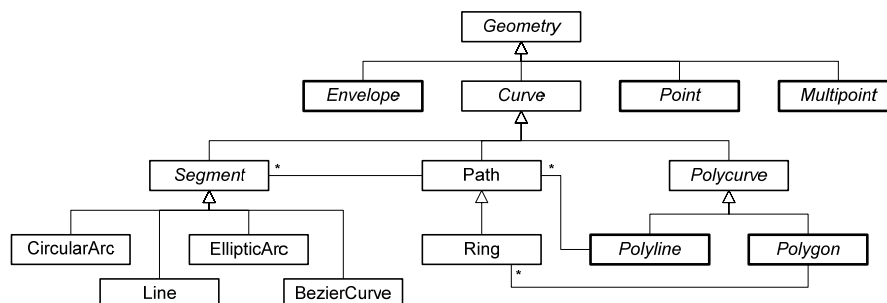 Geometry
Envelope
Curve
Point
Multipoint
Segment
*
Path
*
Polycurve
CircularArc
EllipticArc
Ring
Polyline
Polygon
*
Line
BezierCurve